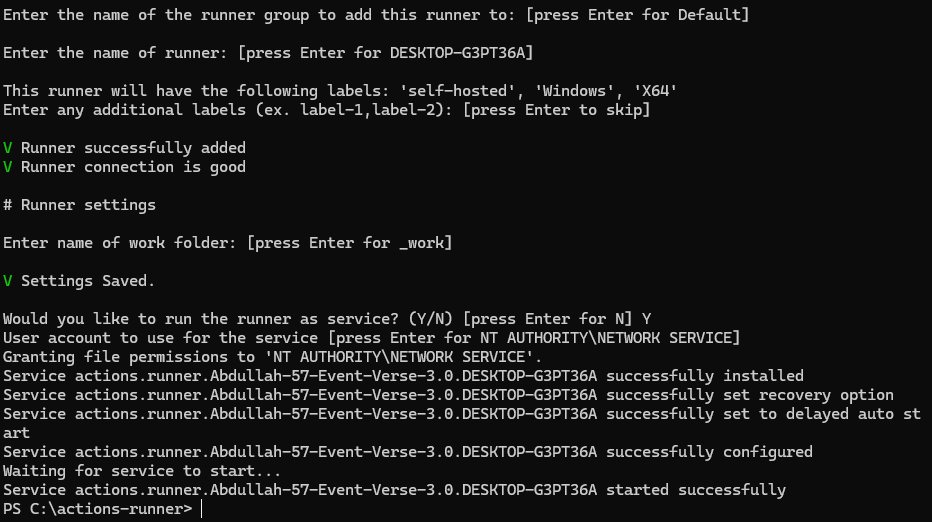 Enter the name of the runner group to add this runner to: [press Enter for Default]
Enter the name of runner: [press Enter for DESKTOP-G3PT36A]
This runner will have the following labels: 'self-hosted', 'Windows', 'X64'
Enter any additional labels (ex. label-1,label-2): [press Enter to skip]
V Runner successfully added
V Runner connection is good
# Runner settings
Enter name of work folder: [press Enter for _work]
V Settings Saved.
Would you like to run the runner as service? (Y/N) [press Enter for N] Y
User account to use for the service [press Enter for NT AUTHORITY\NETWORK SERVICE]
Granting file permissions to 'NT AUTHORITY\NETWORK SERVICE'.
Service actions.runner.Abdullah-57-Event-Verse-3.0.DESKTOP-G3PT36A successfully installed
Service actions.runner.Abdullah-57-Event-Verse-3.0.DESKTOP-G3PT36A successfully set recovery option
Service actions.runner.Abdullah-57-Event-Verse-3.0.DESKTOP-G3PT36A successfully set to delayed auto st
art
Service actions.runner.Abdullah-57-Event-Verse-3.0.DESKTOP-G3PT36A successfully configured
Waiting for service to start...
Service actions.runner.Abdullah-57-Event-Verse-3.0.DESKTOP-G3PT36A started successfully
PS C:\actions-runner>